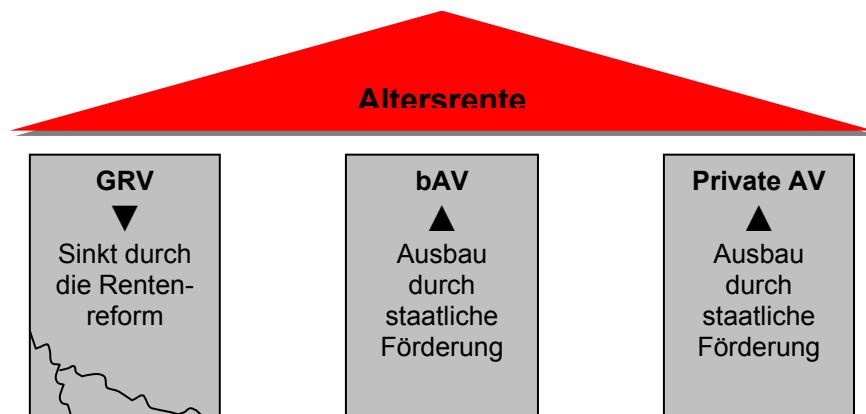 Altersrente
GRV
▼
Sinkt durch
die Renten-
reform
bAV
▲
Ausbau
durch
staatliche
Förderung
Private AV
▲
Ausbau
durch
staatliche
Förderung